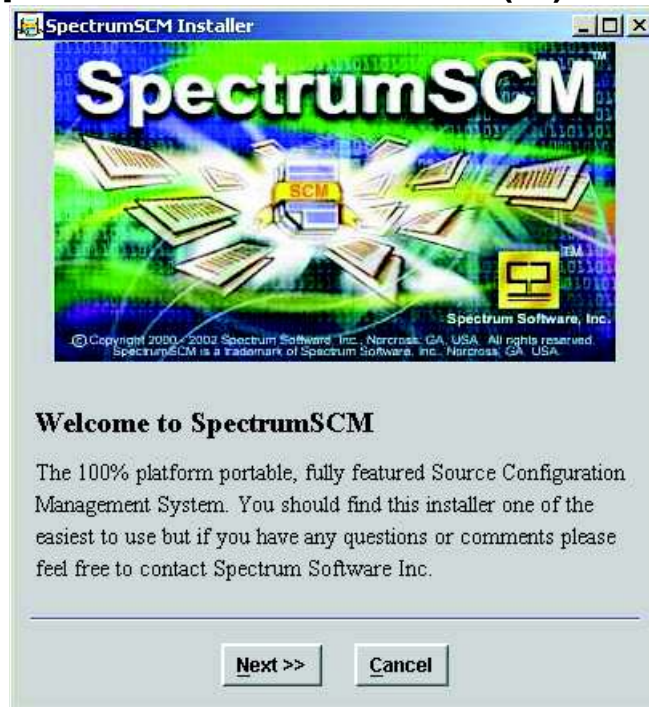 SpectrumSCM Installer
SpectrumSCM™
SCM
TM
Spectrum Software, Inc.
© Copyright 2000 - 2002 Spectrum Software, Inc., Norcross, GA, USA. All rights reserved.
SpectrumSCM is a trademark of Spectrum Software, Inc., Norcross, GA, USA.
Welcome to SpectrumSCM
The 100% platform portable, fully featured Source Configuration
Management System. You should find this installer one of the
easiest to use but if you have any questions or comments please
feel free to contact Spectrum Software Inc.
Next >> Cancel